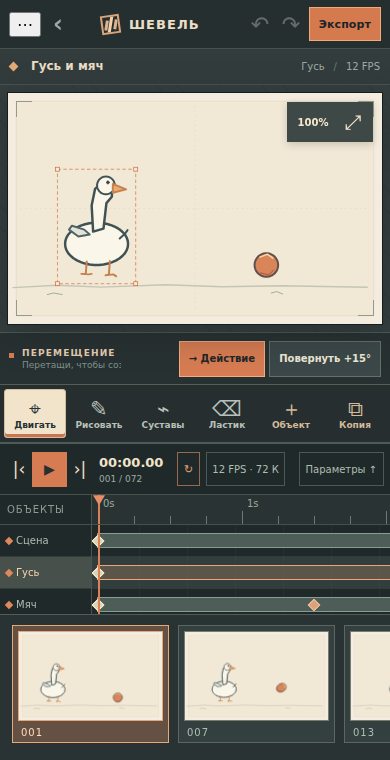 ШЕВЕЛЬ
Экспорт
Гусь и мяч
Гусь / 12 FPS
100%
ПЕРЕМЕЩЕНИЕ
Перетащи, чтобы со
→ Действие
Повернуть +15°
Двигать
Рисовать
Суставы
Ластик
Объект
Копия
00:00.00
001 / 072
12 FPS · 72 К
Параметры ↑
ОБЪЕКТЫ
0s
1s
Сцена
Гусь
Мяч
001
007
013